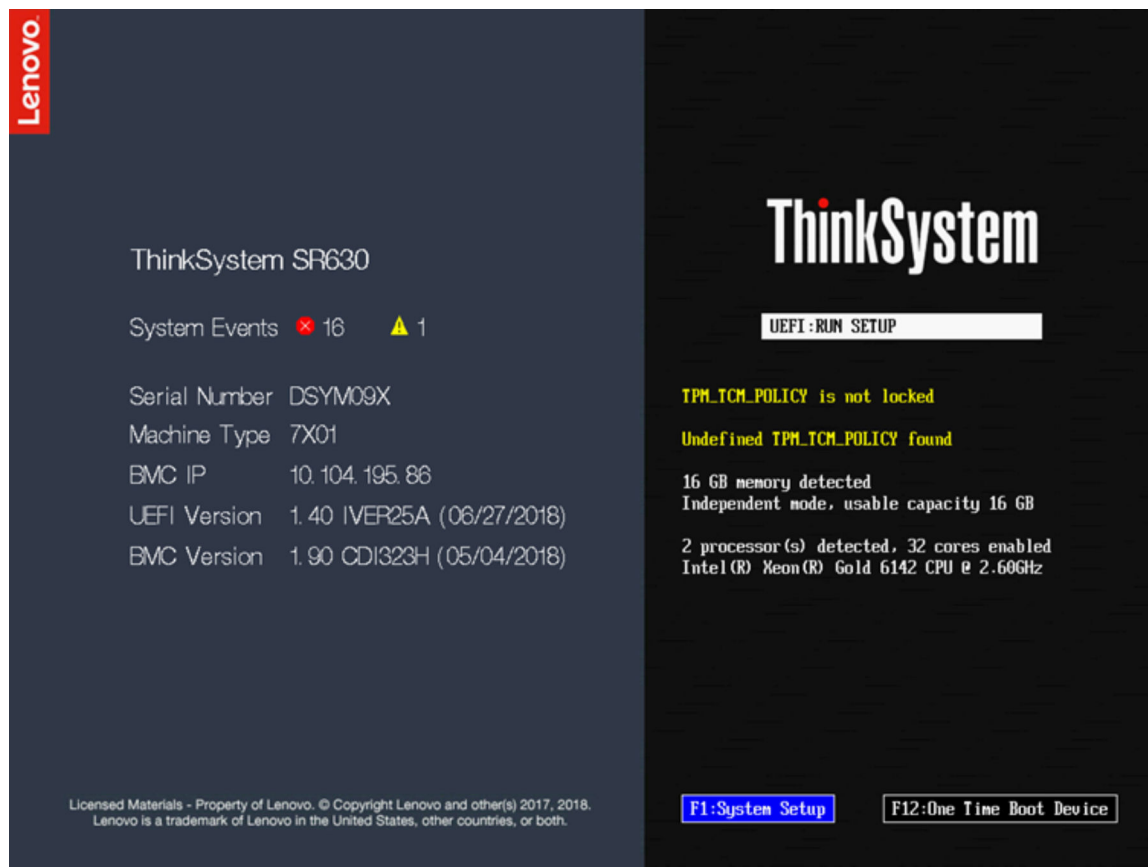 Lenovo.
ThinkSystem SR630
System Events 16 1
Serial Number DSYM09X
Machine Type 7X01
BMC IP 10.104.195.86
UEFI Version 1.40 IVER25A (06/27/2018)
BMC Version 1.90 CDI323H (05/04/2018)
Licensed Materials - Property of Lenovo. © Copyright Lenovo and other(s) 2017, 2018.
Lenovo is a trademark of Lenovo in the United States, other countries, or both.
ThinkSystem
UEFI:RUN SETUP
TPM_TCM_POLICY is not locked
Undefined TPM_TCM_POLICY found
16 GB memory detected
Independent mode, usable capacity 16 GB
2 processor(s) detected, 32 cores enabled
Intel(R) Xeon(R) Gold 6142 CPU @ 2.60GHz
F1:System Setup
F12:One Time Boot Device